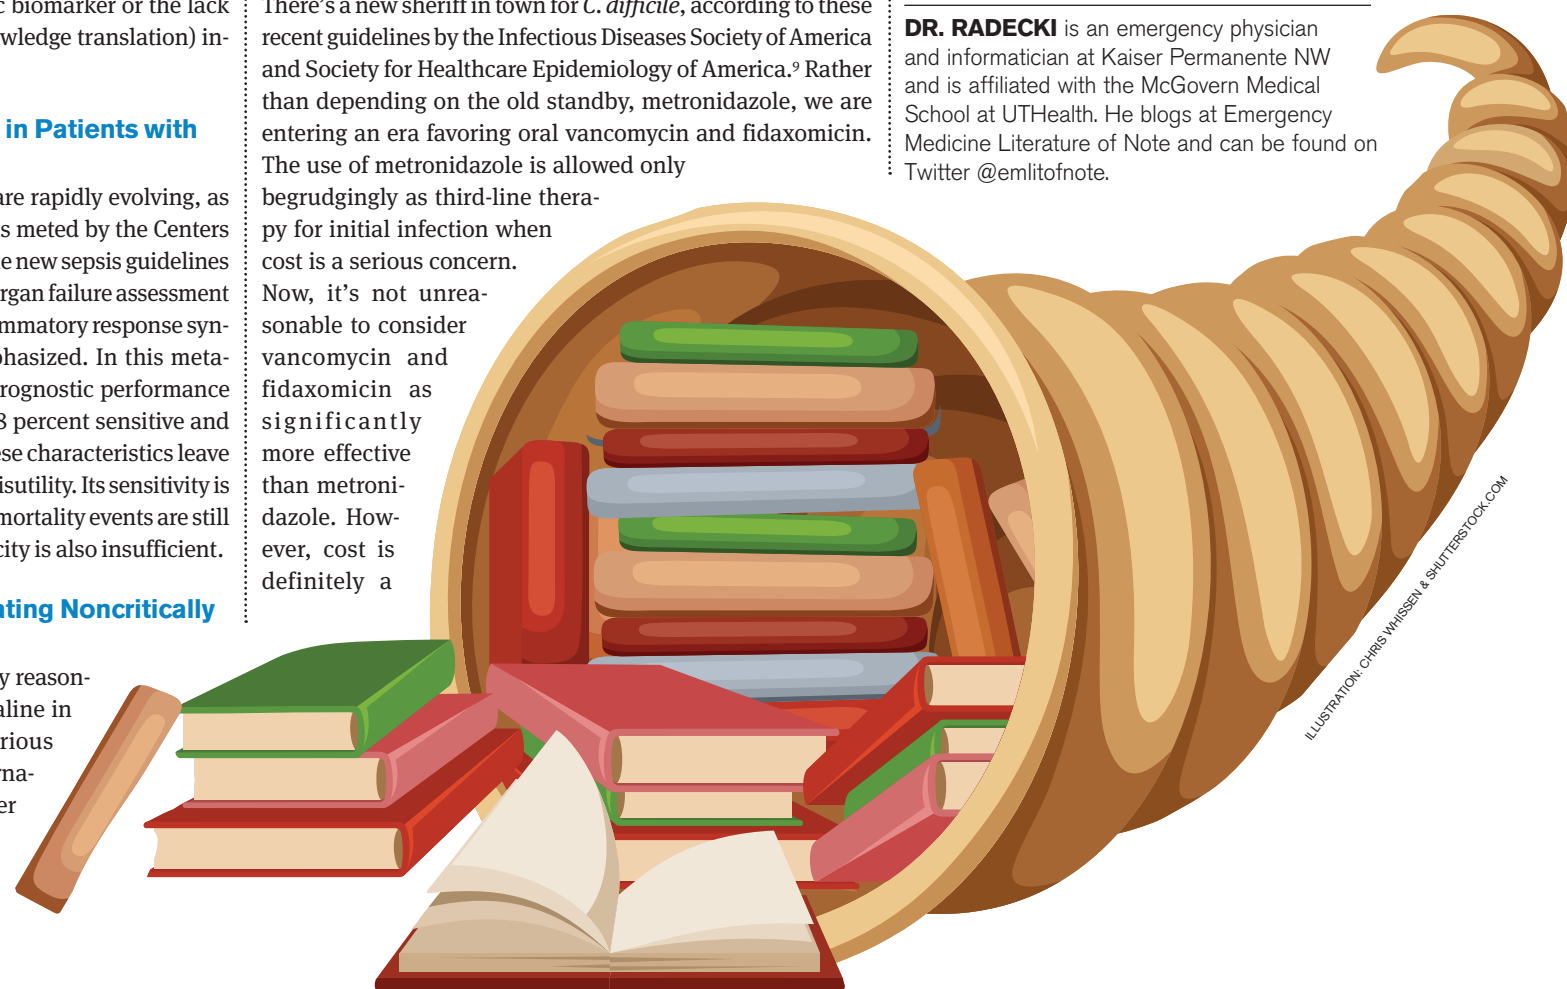 c biomarker or the lack
wledge translation) in-
in Patients with
are rapidly evolving, as
s meted by the Centers
e new sepsis guidelines
rgan failure assessment
mmatory response syn-
phasized. In this meta-
rognostic performance
8 percent sensitive and
ese characteristics leave
isutility. Its sensitivity is
mortality events are still
city is also insufficient.
ating Noncritically
y reason-
aline in
rious
na-
er
There's a new sheriff in town for C. difficile, according to these
recent guidelines by the Infectious Diseases Society of America
and Society for Healthcare Epidemiology of America.⁹ Rather
than depending on the old standby, metronidazole, we are
entering an era favoring oral vancomycin and fidaxomicin.
The use of metronidazole is allowed only
begrudgingly as third-line thera-
py for initial infection when
cost is a serious concern.
Now, it's not unrea-
sonable to consider
vancomycin and
fidaxomicin as
significantly
more effective
than metroni-
dazole. How-
ever, cost is
definitely a
DR. RADECKI is an emergency physician
and informatician at Kaiser Permanente NW
and is affiliated with the McGovern Medical
School at UTHealth. He blogs at Emergency
Medicine Literature of Note and can be found on
Twitter @emlitofnote.
ILLUSTRATION: CHRIS WHISSEN & SHUTTERSTOCK.COM